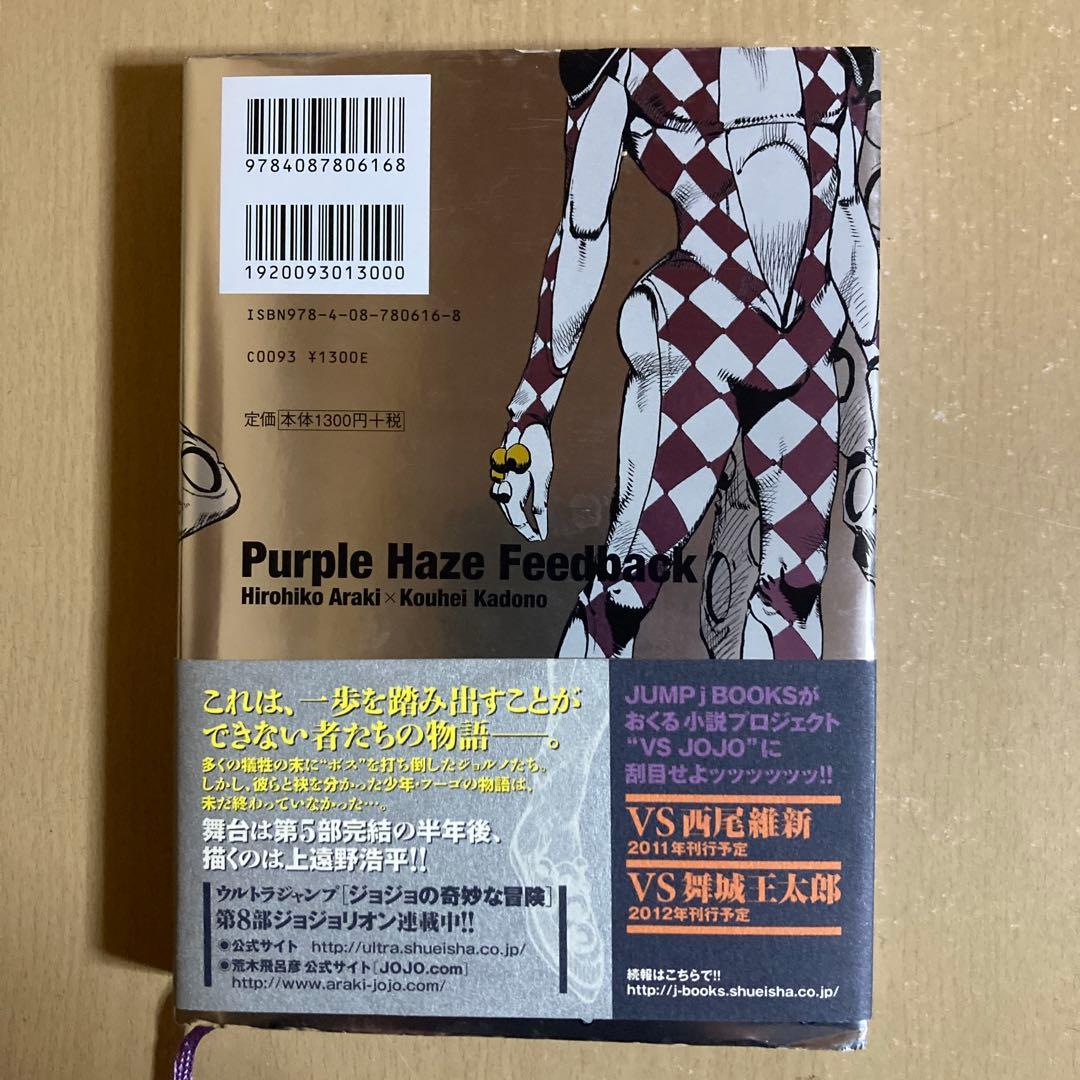 9784087806168
1920093013000
ISBN978-4-08-780616-8
C0093 ¥1300E
定価 本体1300円+税
Purple Haze Feedback
Hirohiko Araki×Kouhei Kadono
これは、一歩を踏み出すことが
できない者たちの物語──。
多くの犠牲の末に“ボス”を打ち倒したジョルノたち。
しかし、彼らと袂を分かった少年・フーゴの物語は、
未だ終わっていなかった…。
舞台は第5部完結の半年後、
描くのは上遠野浩平!!
ウルトラジャンプ[ジョジョの奇妙な冒険]
第8部ジョジョリオン連載中!!
●公式サイト http://ultra.shueisha.co.jp/
●荒木飛呂彦 公式サイト[JOJO.com]
http://www.araki-jojo.com/
JUMP j BOOKSが
おくる小説プロジェクト
“VS JOJO”に
刮目せよッッッッッッ!!
VS 西尾維新
2011年刊行予定
VS 舞城王太郎
2012年刊行予定
続報はこちらで!!
http://j-books.shueisha.co.jp/